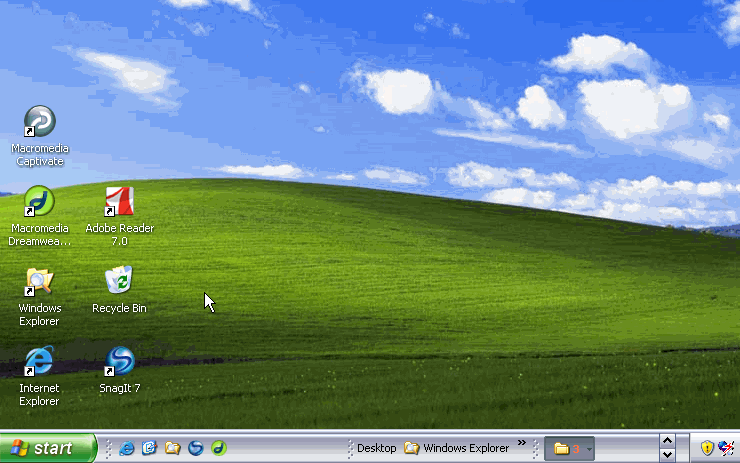 Macromedia
Captivate
Macromedia
Dreamwea...
Adobe Reader
7.0
Windows
Explorer
Recycle Bin
Internet
Explorer
SnagIt 7
start
Desktop
Windows Explorer
»
3